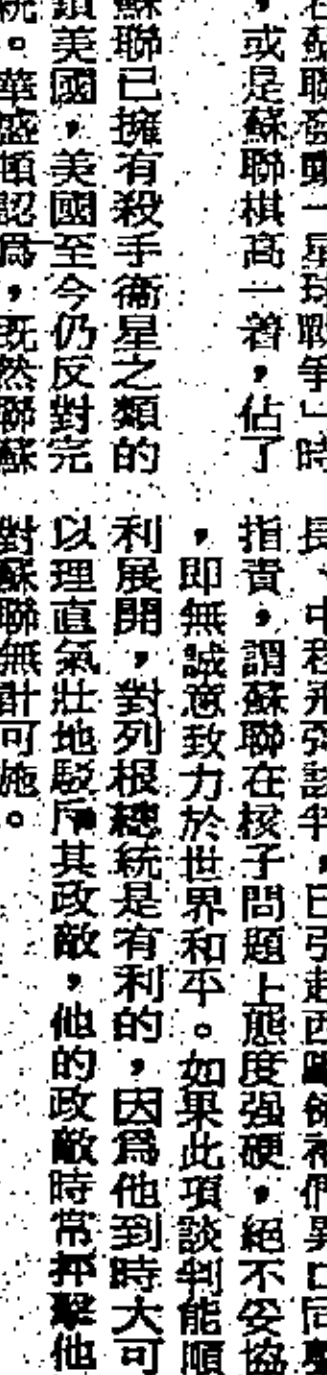 聯發動「星球戰爭」時
，或是蘇聯棋高一着，佔了
蘇聯已擁有殺手衞星之類的
鎖美國，美國至今仍反對完
統。華盛頓認爲，既然聯蘇
長、中程飛彈談判，已引起西歐領袖們異口同聲
指責，謂蘇聯在核子問題上態度强硬，絕不妥協
，即無誠意致力於世界和平。如果此項談判能順
利展開，對列根總統是有利的，因爲他到時大可
以理直氣壯地駁斥其政敵，他的政敵時常抨擊他
對蘇聯無計可施。